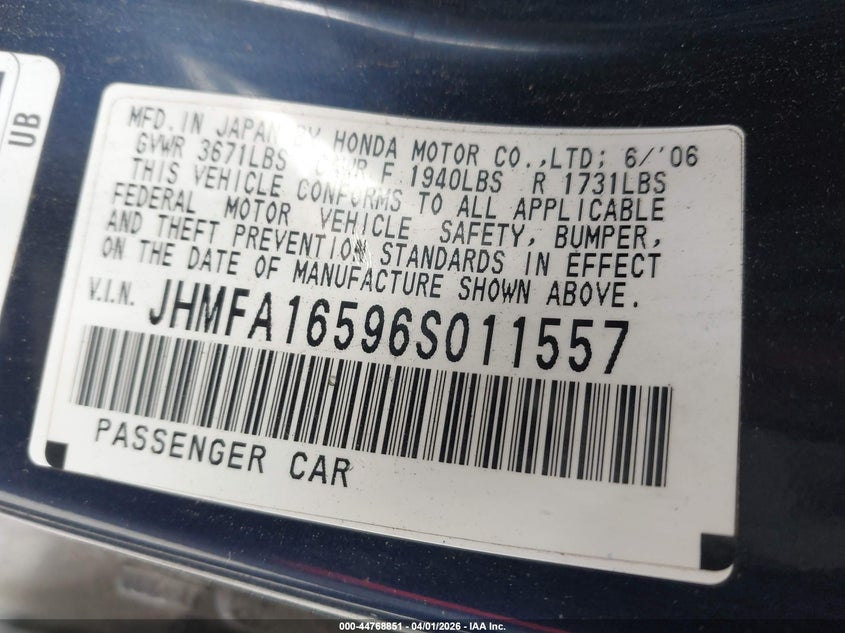 UB
MFD. IN JAPAN BY HONDA MOTOR CO.,LTD; 6/'06
GVWR 3671LBS GAWR F 1940LBS R 1731LBS
THIS VEHICLE CONFORMS TO ALL APPLICABLE
FEDERAL MOTOR VEHICLE SAFETY, BUMPER,
AND THEFT PREVENTION STANDARDS IN EFFECT
ON THE DATE OF MANUFACTURE SHOWN ABOVE.
V.I.N. JHMFA16596S011557
PASSENGER CAR
000-44768851 - 04/01/2026 - IAA Inc.